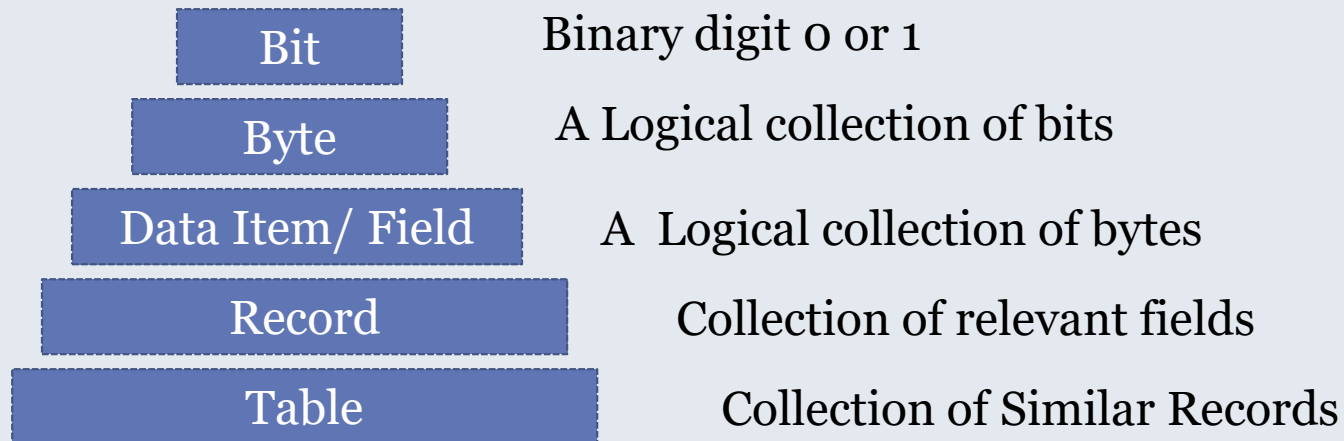 Bit Binary digit 0 or 1
Byte A Logical collection of bits
Data Item/ Field A Logical collection of bytes
Record Collection of relevant fields
Table Collection of Similar Records